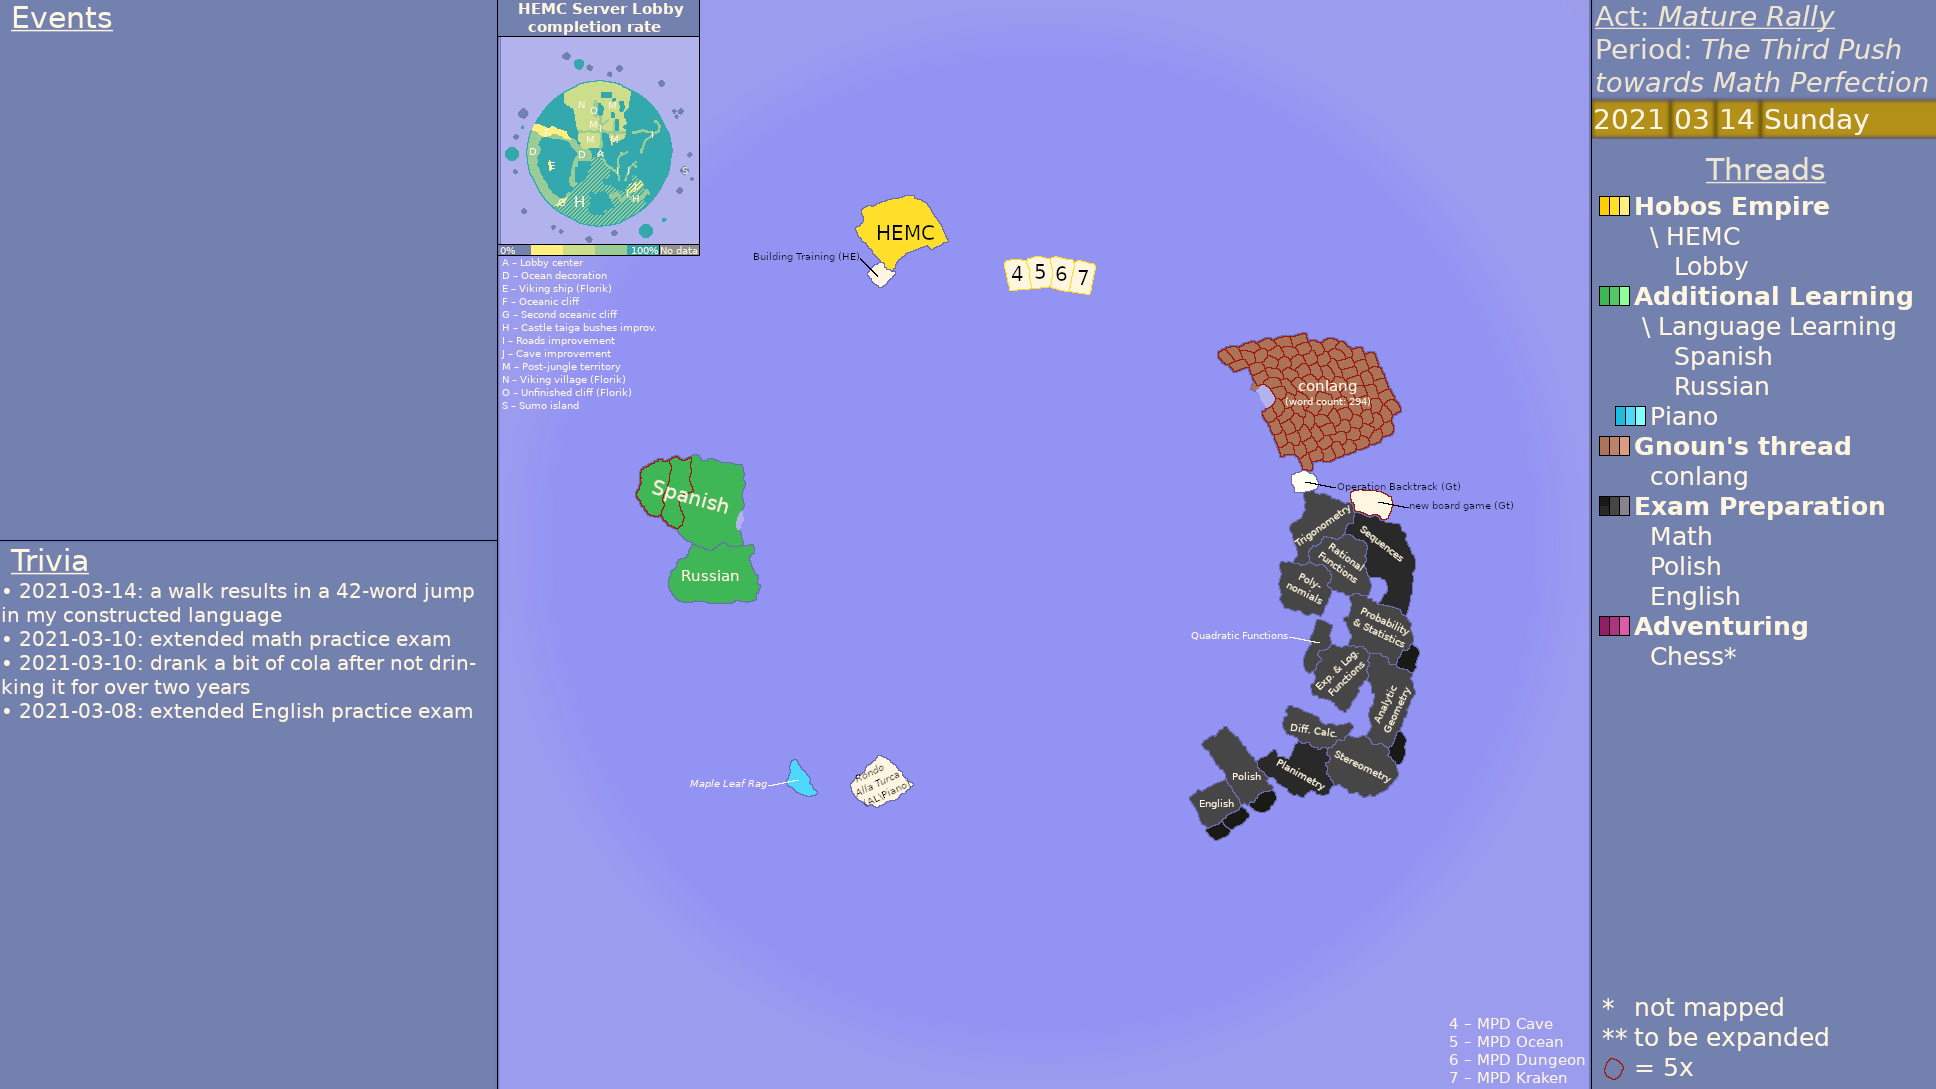 Events
Trivia
• 2021-03-14: a walk results in a 42-word jump
in my constructed language
• 2021-03-10: extended math practice exam
• 2021-03-10: drank a bit of cola after not drin-
king it for over two years
• 2021-03-08: extended English practice exam
HEMC Server Lobby
completion rate
N
M
O
M
J
M
M
I
D
D
A
E
I
J
S
F
H
G
H
0%
100%
No data
A – Lobby center
D – Ocean decoration
E – Viking ship (Florik)
F – Oceanic cliff
G – Second oceanic cliff
H – Castle taiga bushes improv.
I – Roads improvement
J – Cave improvement
M – Post-jungle territory
N – Viking village (Florik)
O – Unfinished cliff (Florik)
S – Sumo island
HEMC
Building Training (HE)
4 5 6 7
conlang
(word count: 294)
Operation Backtrack (Gt)
new board game (Gt)
Spanish
Russian
Trigonometry
Sequences
Rational
Functions
Poly-
nomials
Probability
& Statistics
Quadratic Functions
Exp. & Log.
Functions
Analytic
Geometry
Diff. Calc.
Stereometry
Planimetry
Polish
English
Maple Leaf Rag
Rondo
Alla Turca
(AL\Piano)
4 – MPD Cave
5 – MPD Ocean
6 – MPD Dungeon
7 – MPD Kraken
Act: Mature Rally
Period: The Third Push
towards Math Perfection
2021 03 14 Sunday
Threads
Hobos Empire
\ HEMC
Lobby
Additional Learning
\ Language Learning
Spanish
Russian
Piano
Gnoun's thread
conlang
Exam Preparation
Math
Polish
English
Adventuring
Chess*
* not mapped
** to be expanded
= 5x